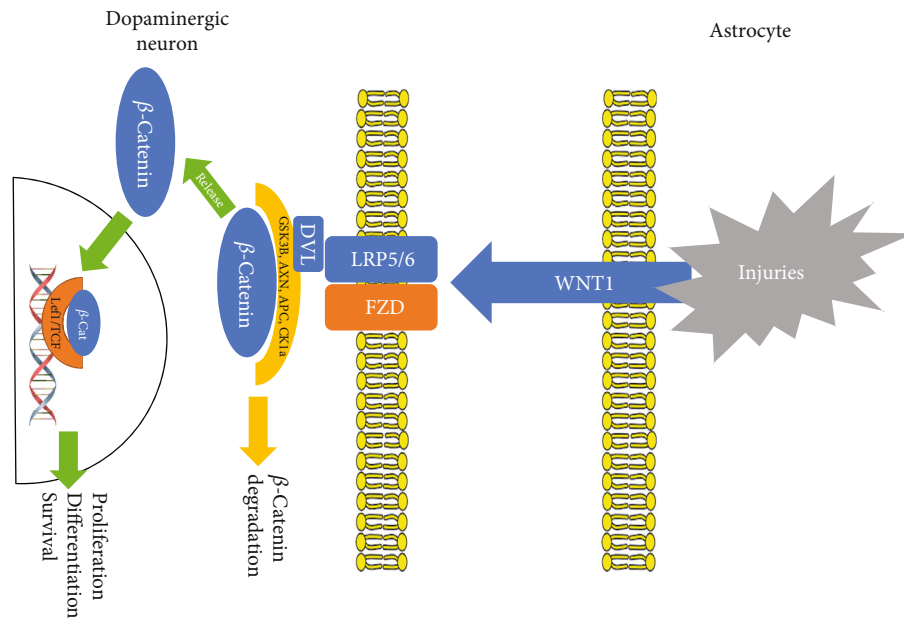 Dopaminergic
neuron
Astrocyte
β-Catenin
Release
β-Catenin
GSK3B, AXN, APC, CK1a
DVL
LRP5/6
FZD
WNT1
Injuries
Lef1/TCF
β-Cat
β-Catenin
degradation
Proliferation
Differentiation
Survival